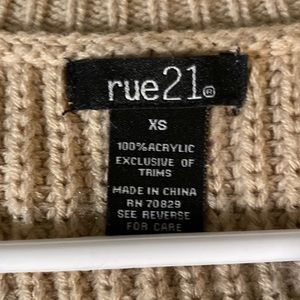 rue21®
XS
100% ACRYLIC
EXCLUSIVE OF
TRIMS
MADE IN CHINA
RN 70829
SEE REVERSE
FOR CARE